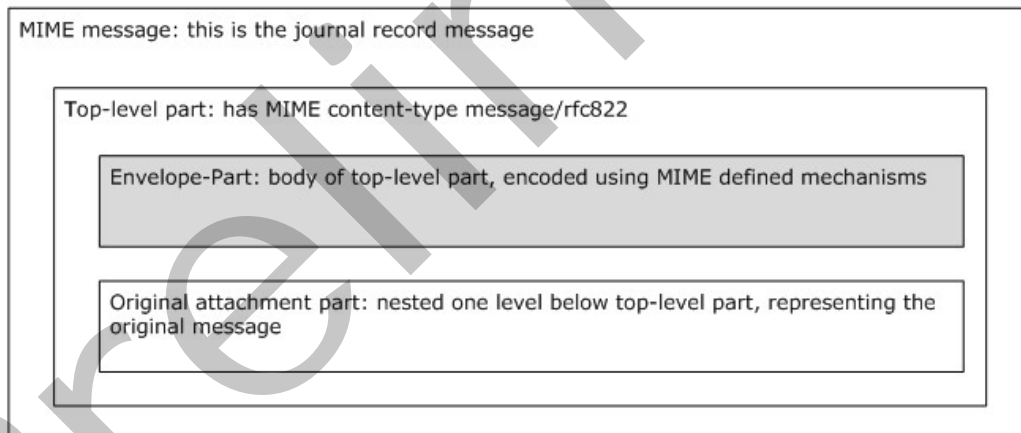 MIME message: this is the journal record message
Top-level part: has MIME content-type message/rfc822
Envelope-Part: body of top-level part, encoded using MIME defined mechanisms
Original attachment part: nested one level below top-level part, representing the
original message